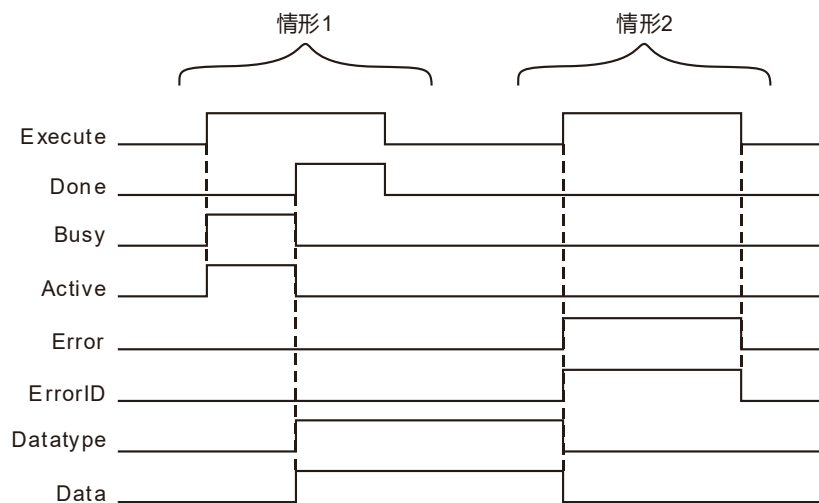 情形1 情形2
Execute
Done
Busy
Active
Error
ErrorID
Datatype
Data